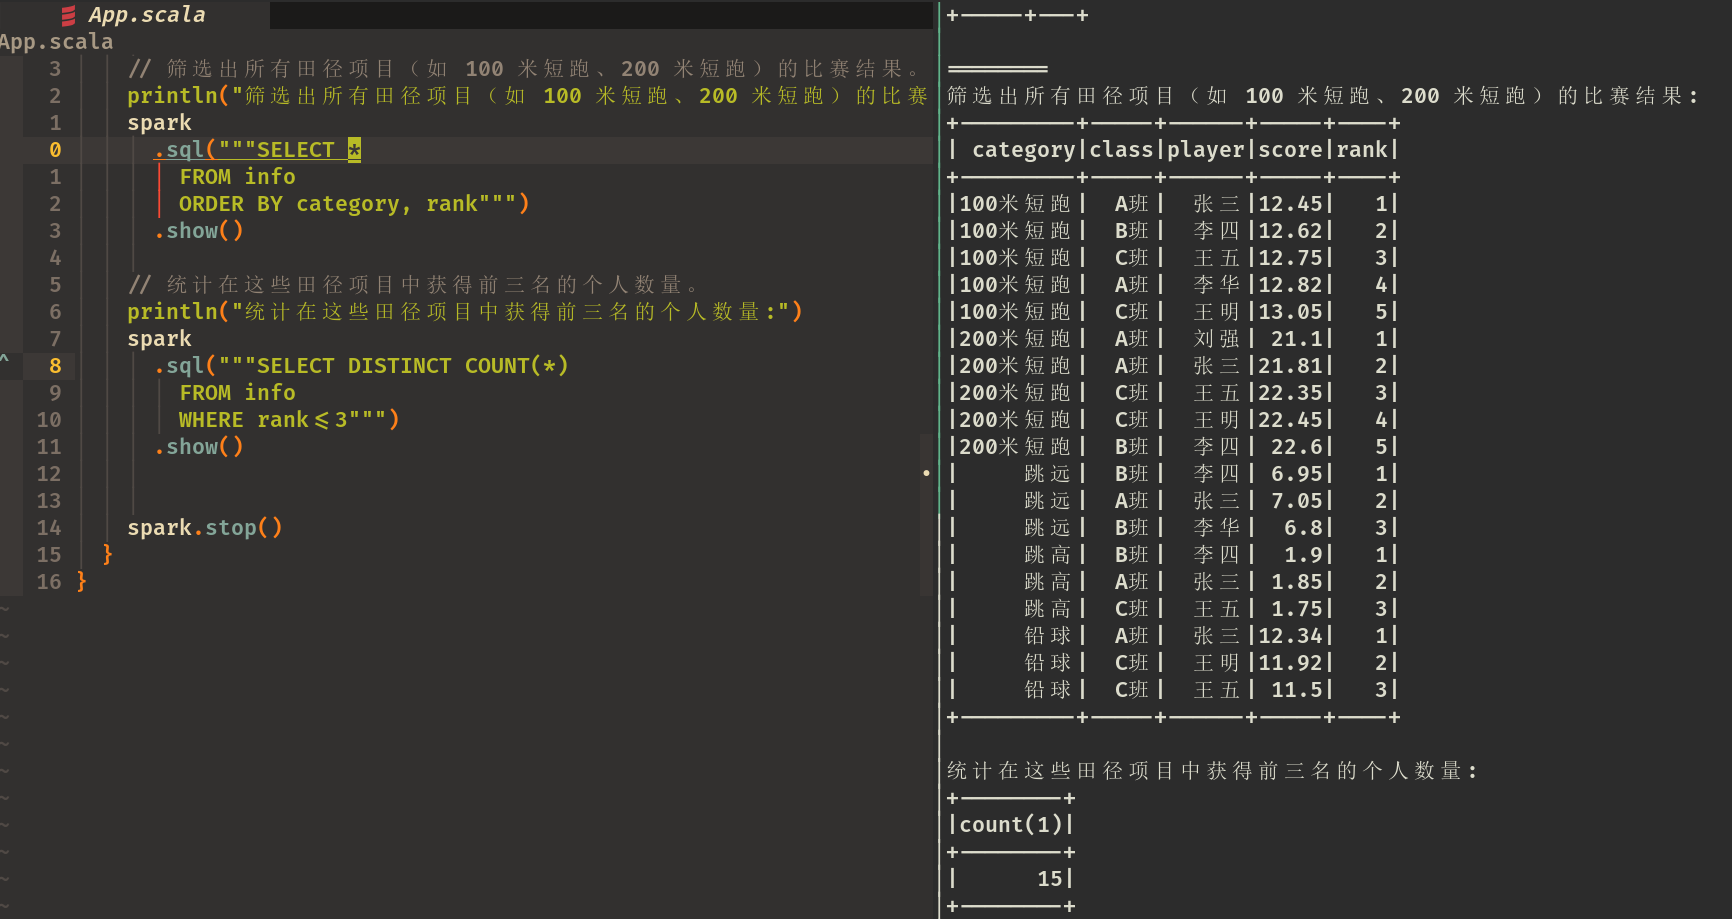 App.scala
App.scala
3 // 筛选出所有田径项目（如 100 米短跑、200 米短跑）的比赛结果。
2 println("筛选出所有田径项目（如 100 米短跑、200 米短跑）的比赛
1 spark
0 .sql("""SELECT *
1 FROM info
2 ORDER BY category, rank""")
3 .show()
4
5 // 统计在这些田径项目中获得前三名的个人数量。
6 println("统计在这些田径项目中获得前三名的个人数量:")
7 spark
^ 8 .sql("""SELECT DISTINCT COUNT(*)
9 FROM info
10 WHERE rank<=3""")
11 .show()
12
13
14 spark.stop()
15 }
16 }
~
~
~
~
~
~
~
~
~
~
~
~
+-----+---+
========
筛选出所有田径项目（如 100 米短跑、200 米短跑）的比赛结果:
+---------+-----+------+-----+----+
| category|class|player|score|rank|
+---------+-----+------+-----+----+
|100米短跑| A班| 张三|12.45| 1|
|100米短跑| B班| 李四|12.62| 2|
|100米短跑| C班| 王五|12.75| 3|
|100米短跑| A班| 李华|12.82| 4|
|100米短跑| C班| 王明|13.05| 5|
|200米短跑| A班| 刘强| 21.1| 1|
|200米短跑| A班| 张三|21.81| 2|
|200米短跑| C班| 王五|22.35| 3|
|200米短跑| C班| 王明|22.45| 4|
|200米短跑| B班| 李四| 22.6| 5|
| 跳远| B班| 李四| 6.95| 1|
| 跳远| A班| 张三| 7.05| 2|
| 跳远| B班| 李华| 6.8| 3|
| 跳高| B班| 李四| 1.9| 1|
| 跳高| A班| 张三| 1.85| 2|
| 跳高| C班| 王五| 1.75| 3|
| 铅球| A班| 张三|12.34| 1|
| 铅球| C班| 王明|11.92| 2|
| 铅球| C班| 王五| 11.5| 3|
+---------+-----+------+-----+----+
统计在这些田径项目中获得前三名的个人数量:
+--------+
|count(1)|
+--------+
| 15|
+--------+